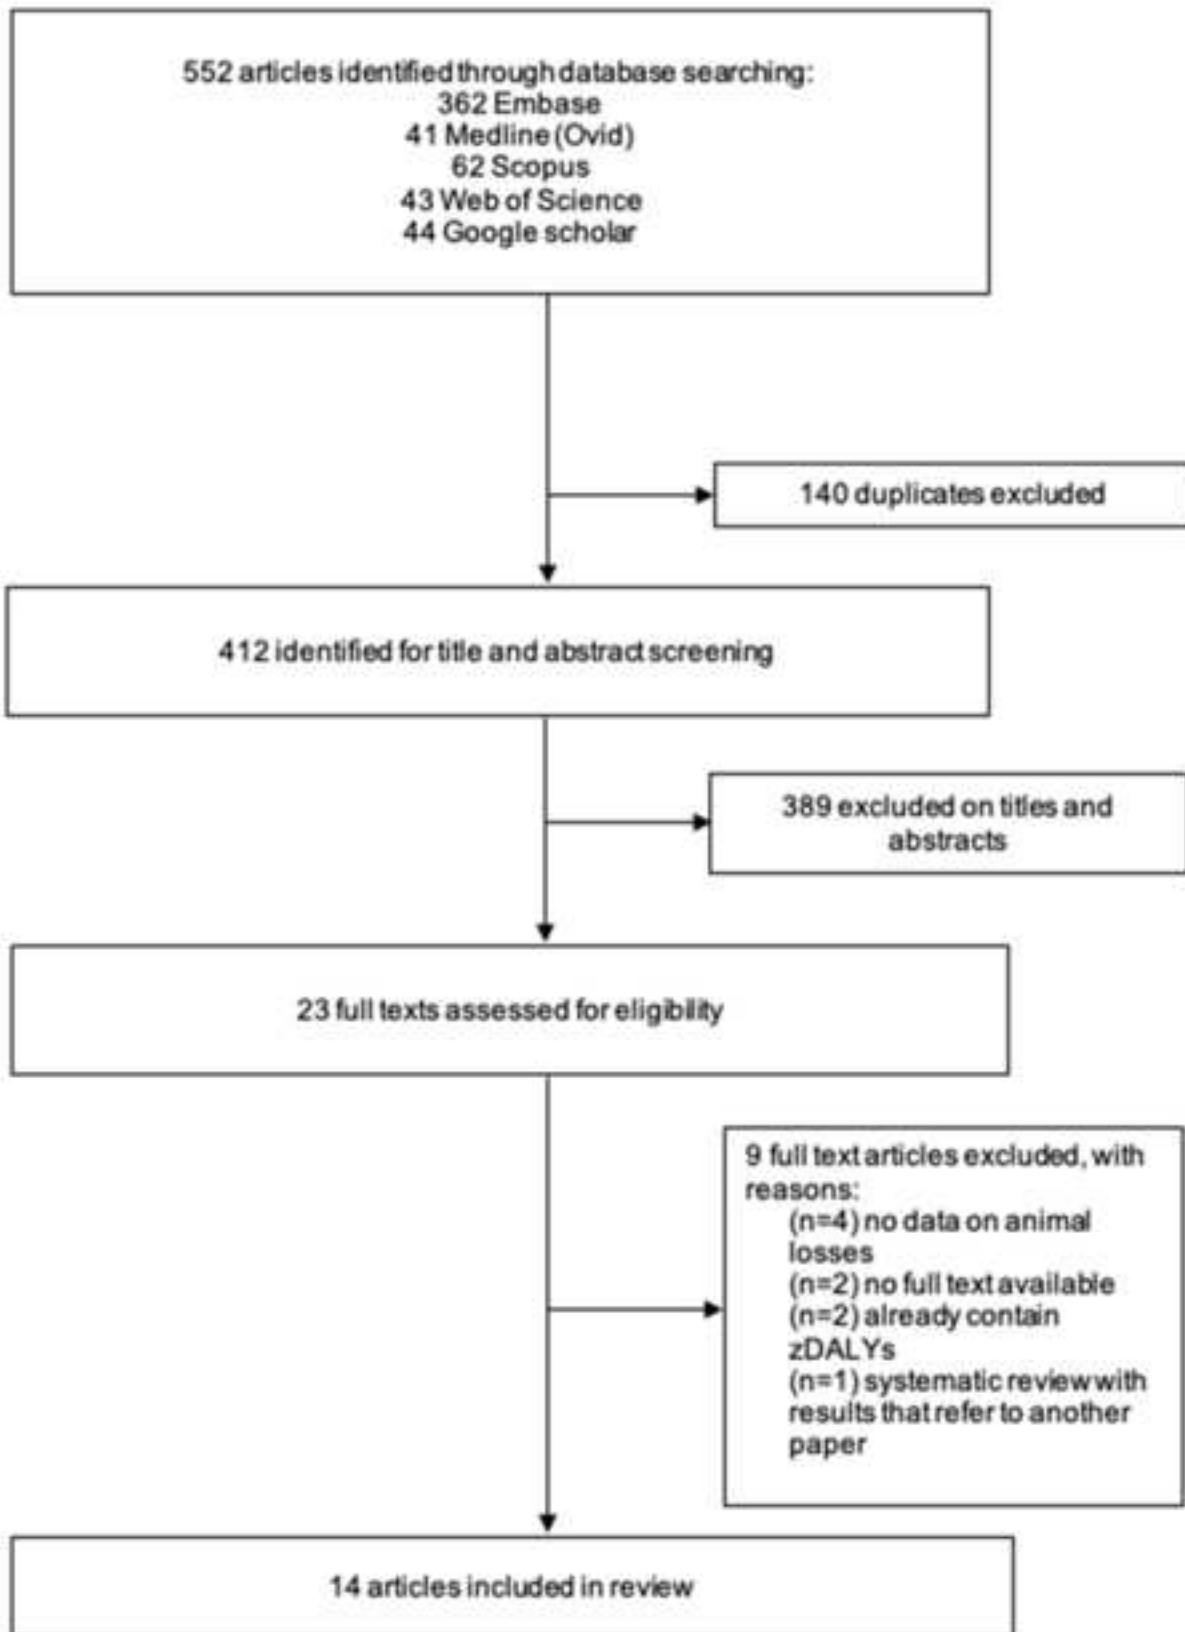 552 articles identified through database searching:
362 Embase
41 Medline (Ovid)
62 Scopus
43 Web of Science
44 Google scholar
140 duplicates excluded
412 identified for title and abstract screening
389 excluded on titles and
abstracts
23 full texts assessed for eligibility
9 full text articles excluded, with
reasons:
(n=4) no data on animal
losses
(n=2) no full text available
(n=2) already contain
zDALYs
(n=1) systematic review with
results that refer to another
paper
14 articles included in review